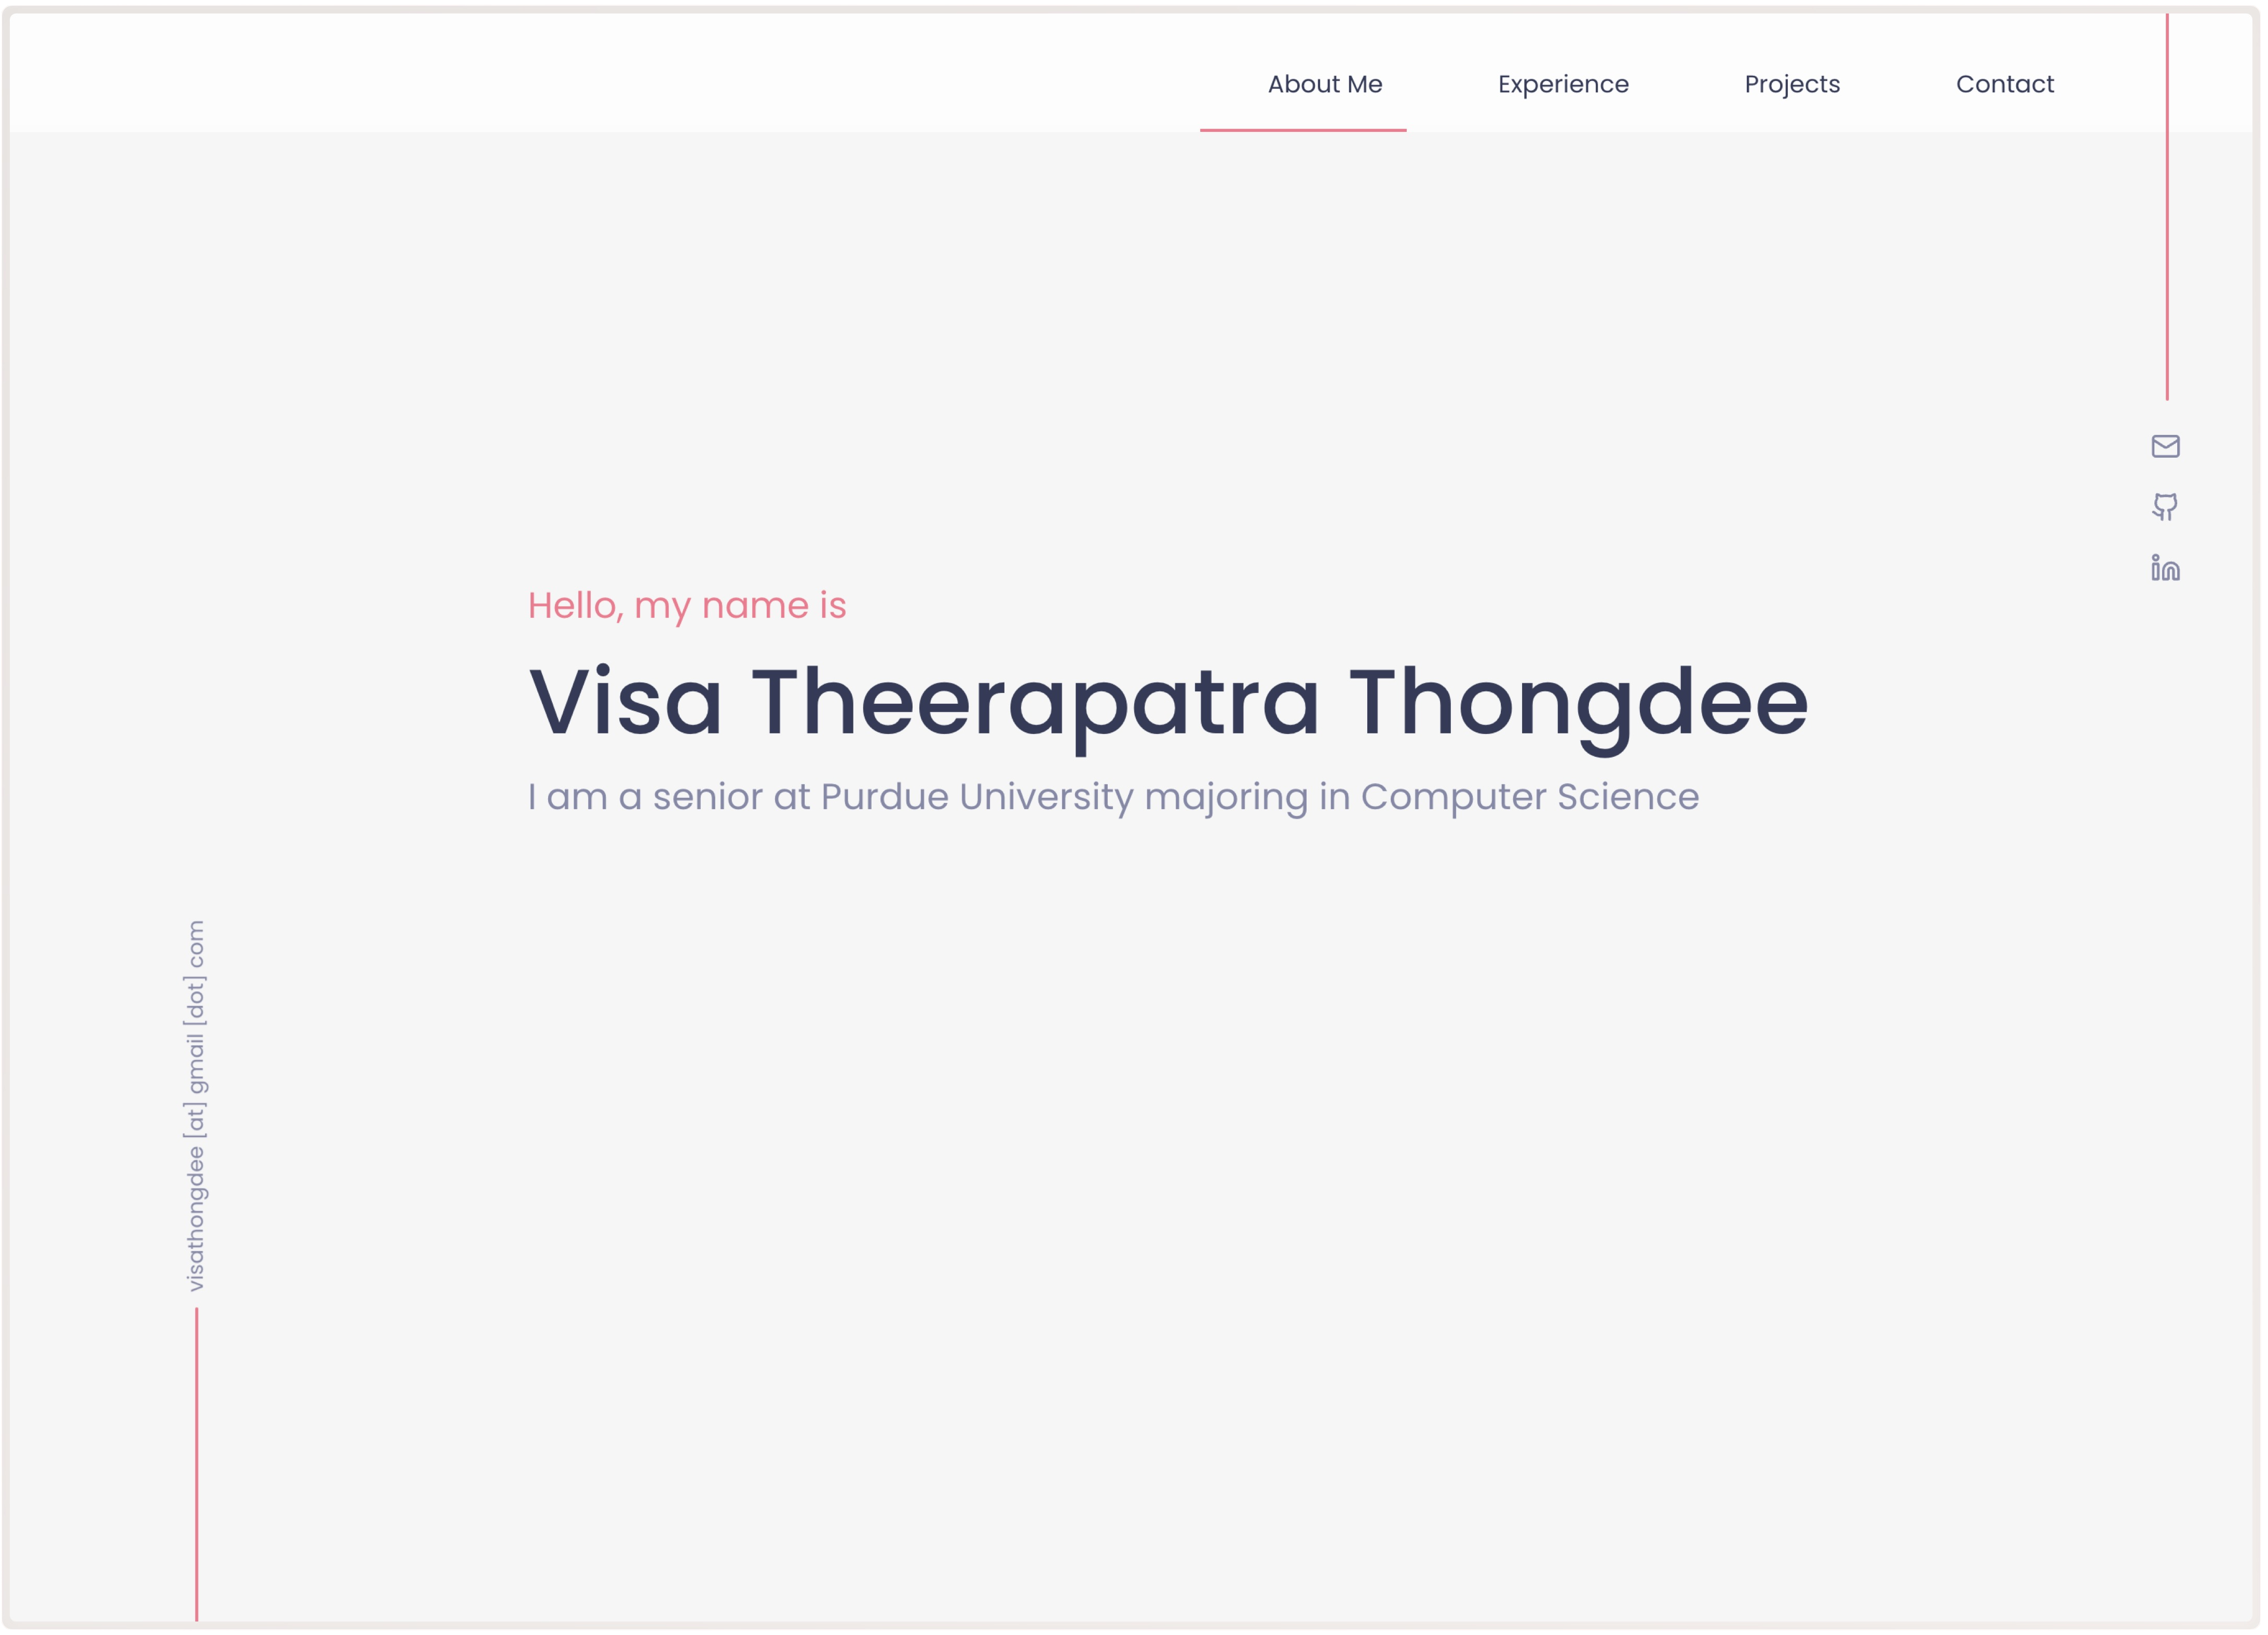 About Me
Experience
Projects
Contact
Hello, my name is
Visa Theerapatra Thongdee
I am a senior at Purdue University majoring in Computer Science
visathongdee [at] gmail [dot] com